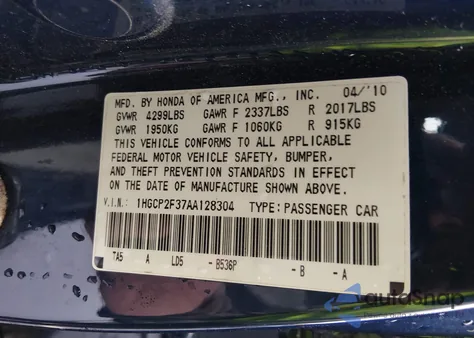 MFD. BY HONDA OF AMERICA MFG., INC. 04/'10
GVWR 4299LBS GAWR F 2337LBS R 2017LBS
GVWR 1950KG GAWR F 1060KG R 915KG
THIS VEHICLE CONFORMS TO ALL APPLICABLE
FEDERAL MOTOR VEHICLE SAFETY, BUMPER,
AND THEFT PREVENTION STANDARDS IN EFFECT
ON THE DATE OF MANUFACTURE SHOWN ABOVE.
V.I.N: 1HGCP2F37AA128304 TYPE: PASSENGER CAR
TA5 A LD5 - B536P - B - A
autoSnap